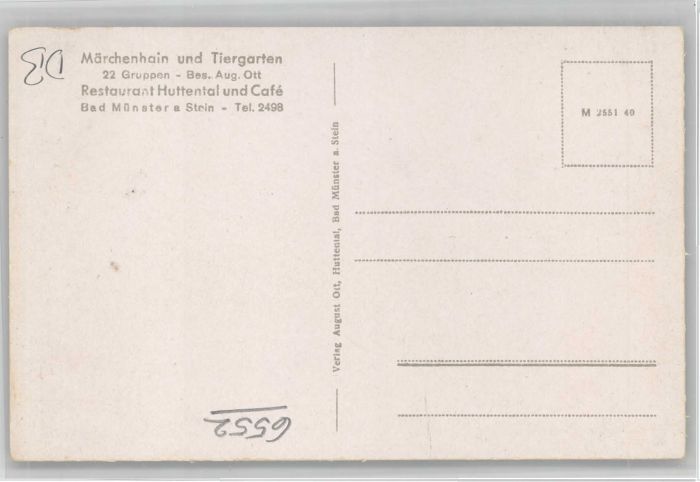 Märchenhain und Tiergarten
22 Gruppen - Bes. Aug. Ott
Restaurant Huttental und Café
Bad Münster a Stein - Tel. 2498
Verlag August Ott, Huttental, Bad Münster a. Stein
M 2551 40
6552